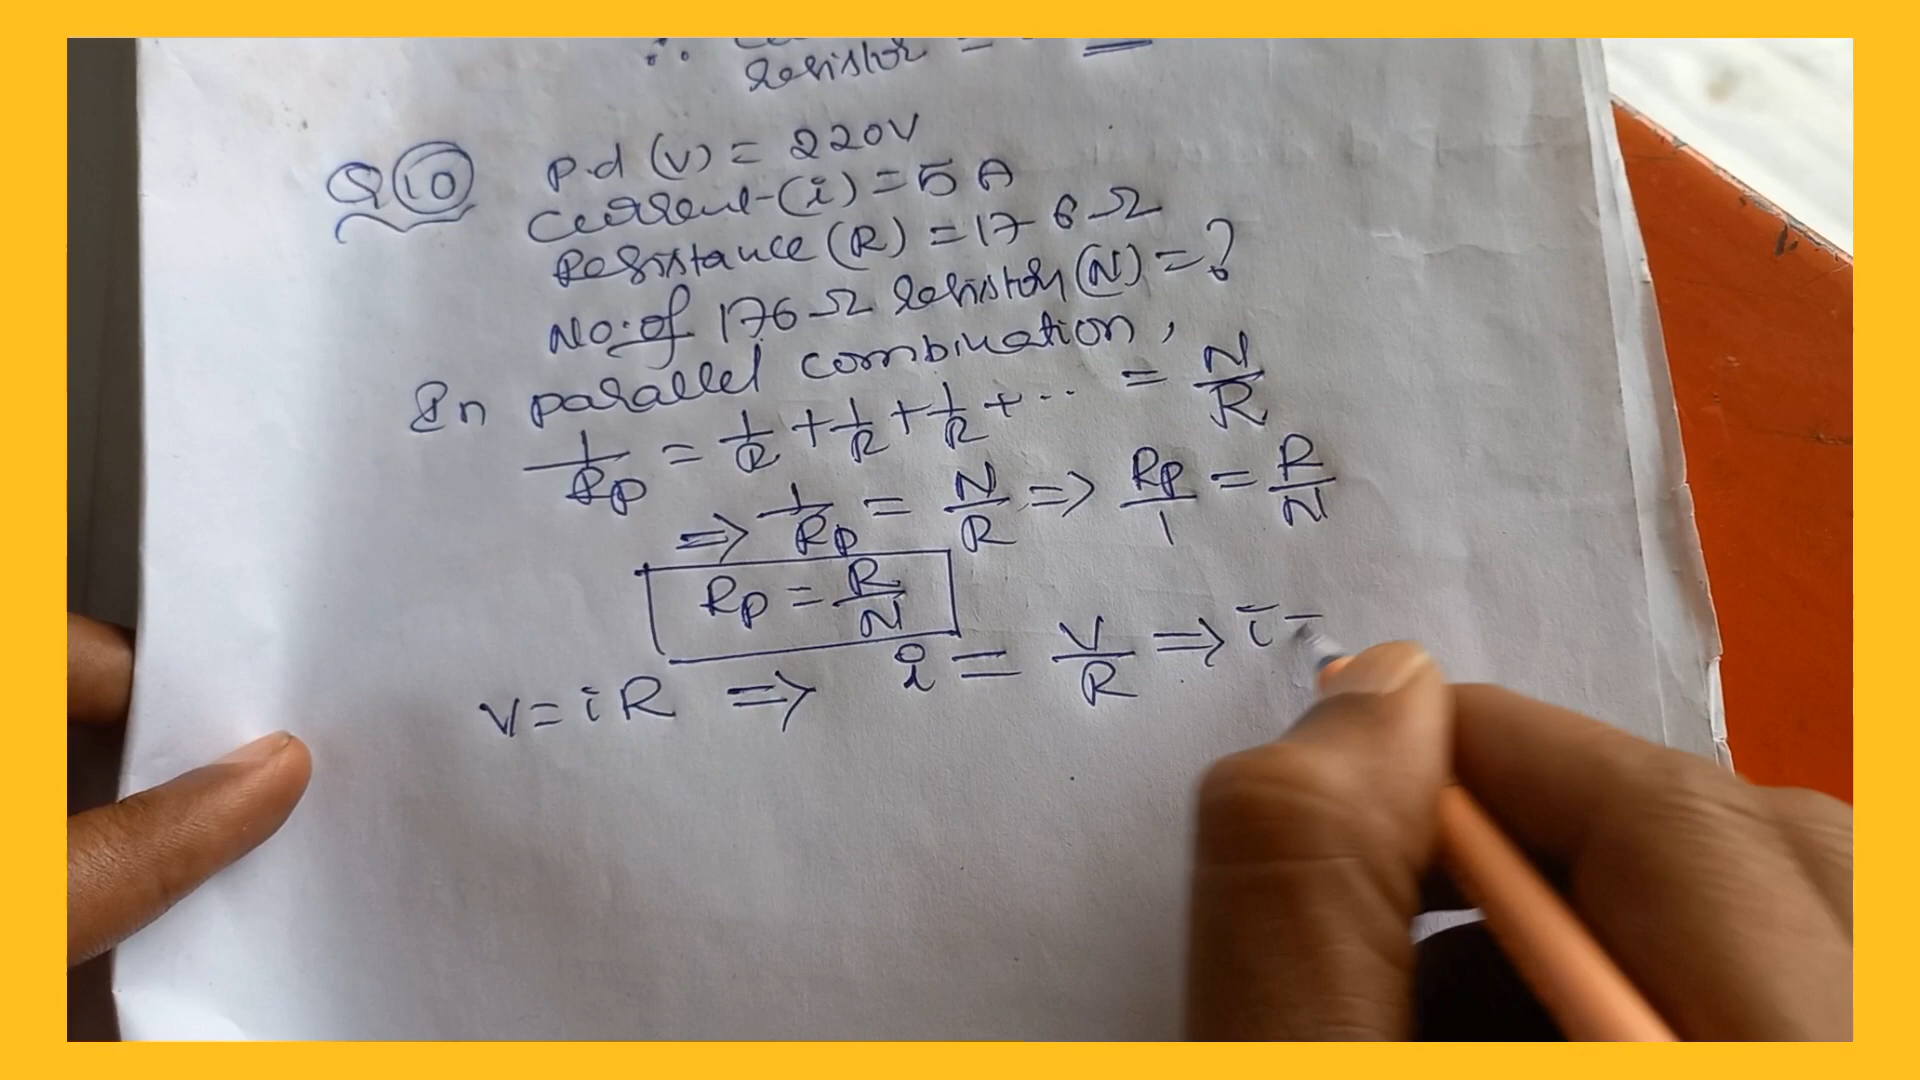 ∴
resistor =
Q 10 P.d (V) = 220V
Current (i) = 5 A
Resistance (R) = 176 Ω
No. of 176 Ω resistors (N) = ?
In parallel combination,
1/Rp = 1/R + 1/R + 1/R + ... = N/R
⇒ 1/Rp = N/R ⇒ Rp/1 = R/N
Rp = R/N
V = iR ⇒ i = V/R ⇒ i =